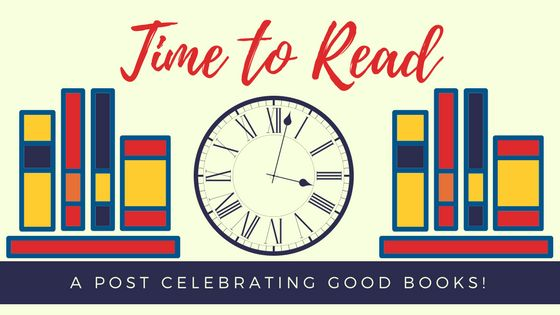 Time to Read
A POST CELEBRATING GOOD BOOKS!